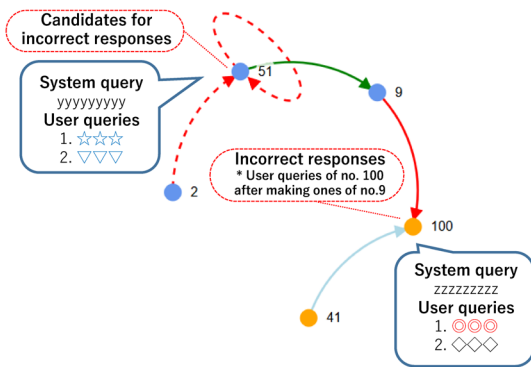 Candidates for
incorrect responses
51
System query
yyyyyyyyy
User queries
1. ☆☆☆
2. ▽▽▽
9
2
Incorrect responses
* User queries of no. 100
after making ones of no.9
100
System query
zzzzzzzzz
User queries
1. ◎◎◎
2. ◇◇◇
41